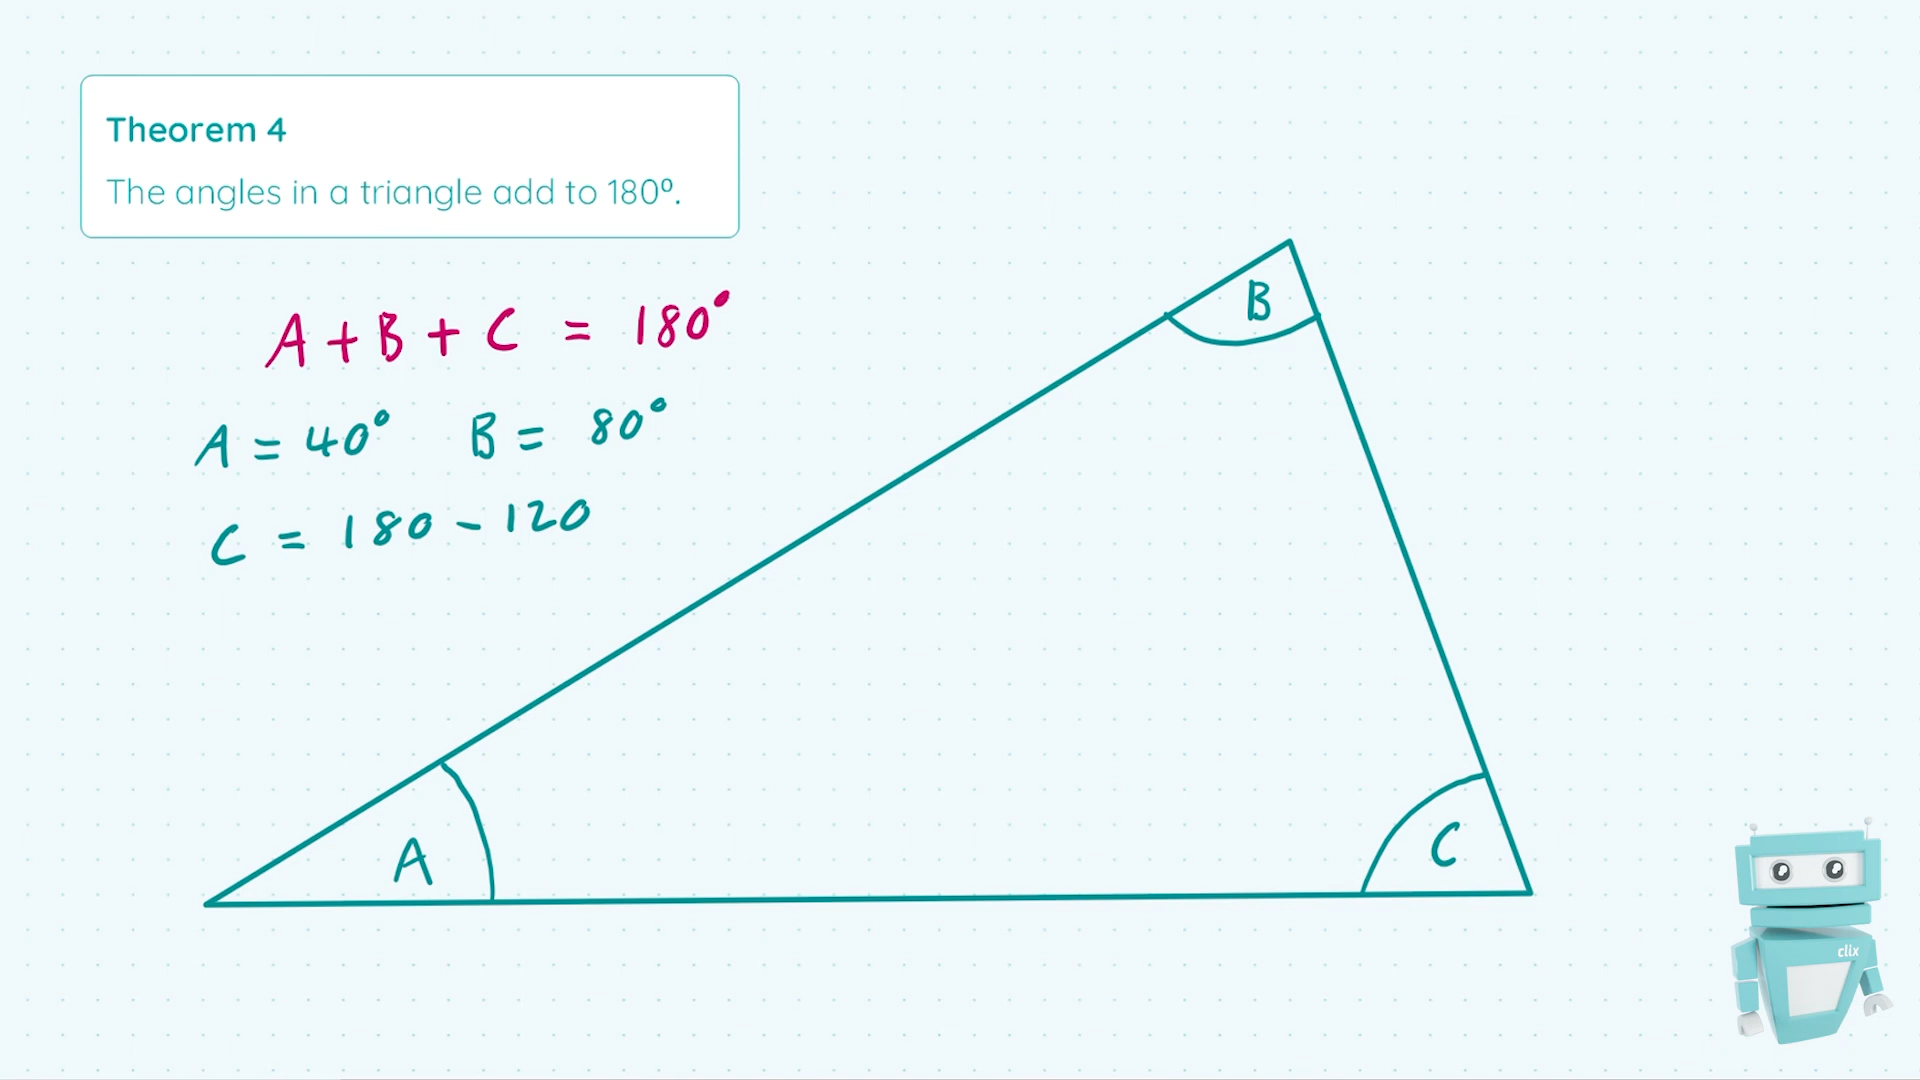 Theorem 4
The angles in a triangle add to 180º.
A + B + C = 180°
A = 40° B = 80°
C = 180 - 120
B
A
C
clix